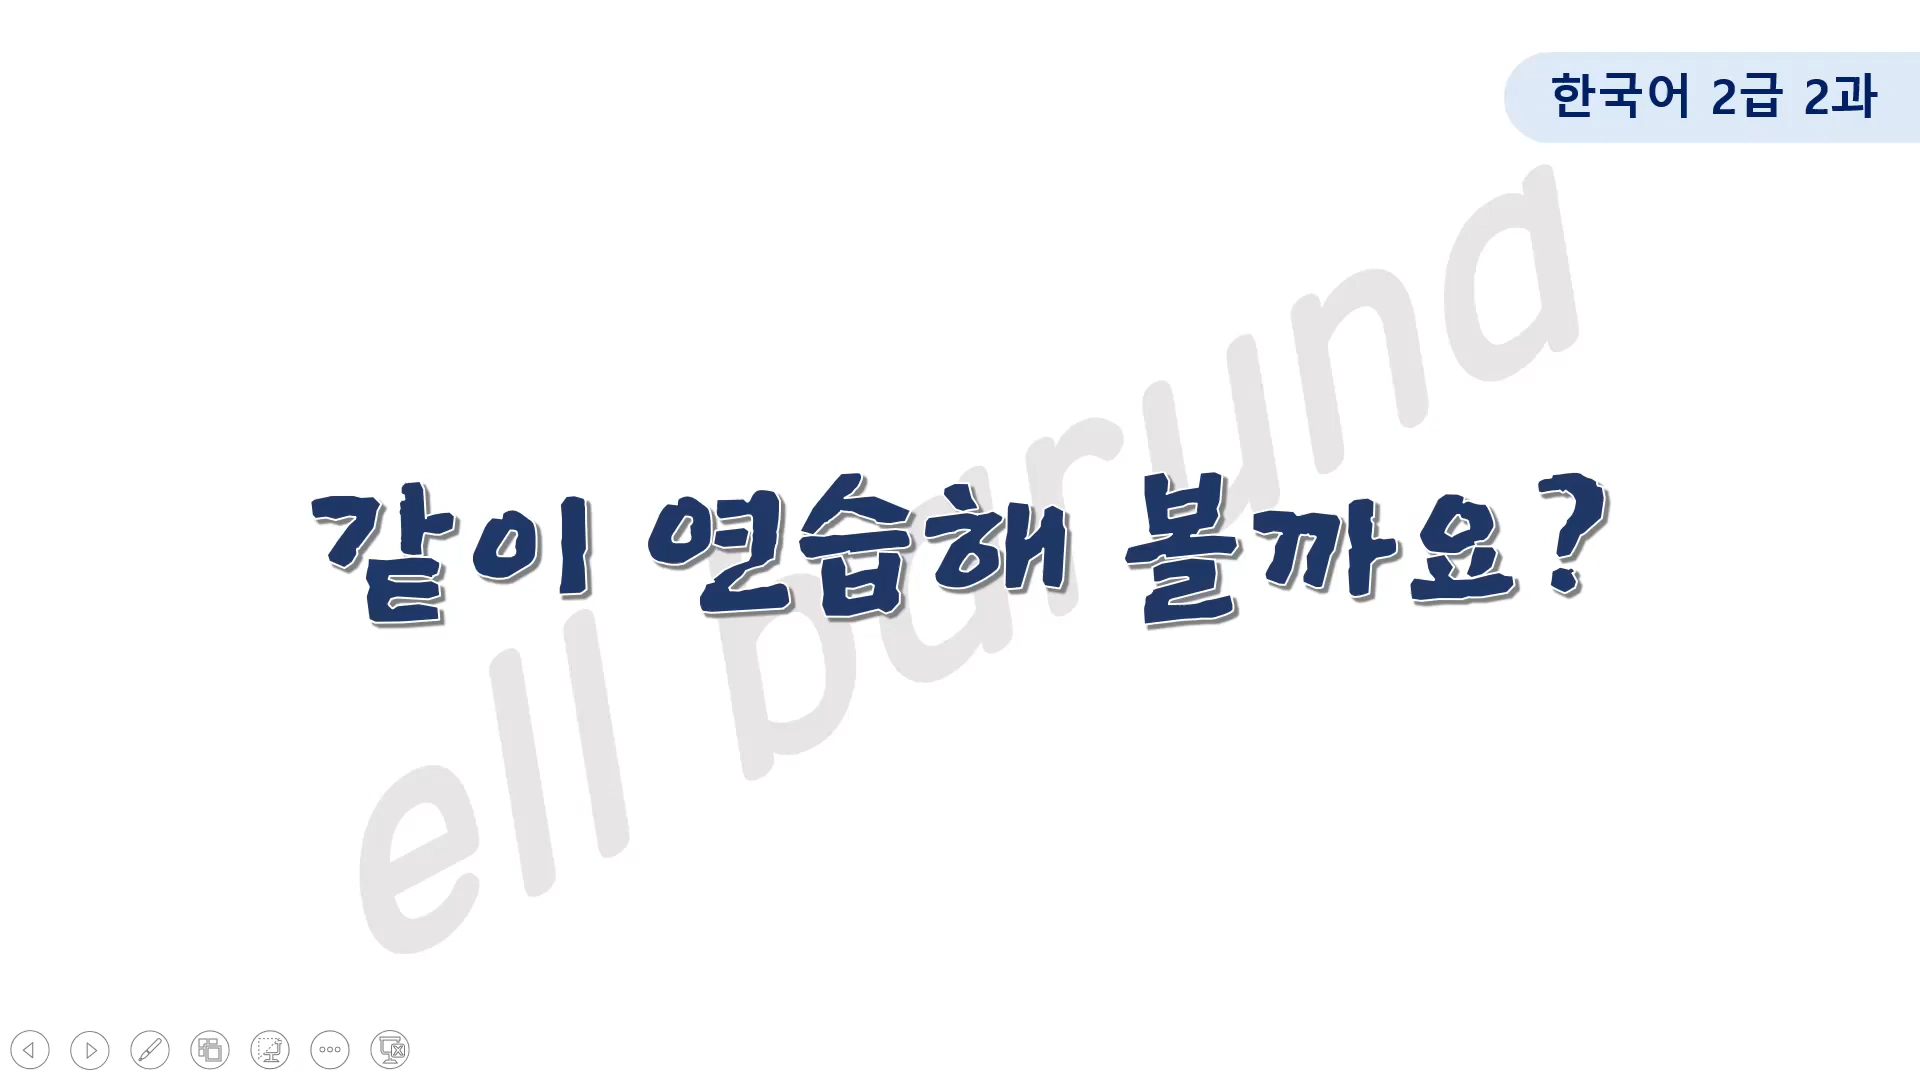 한국어 2급 2과
같이 연습해 볼까요?
ell baruna